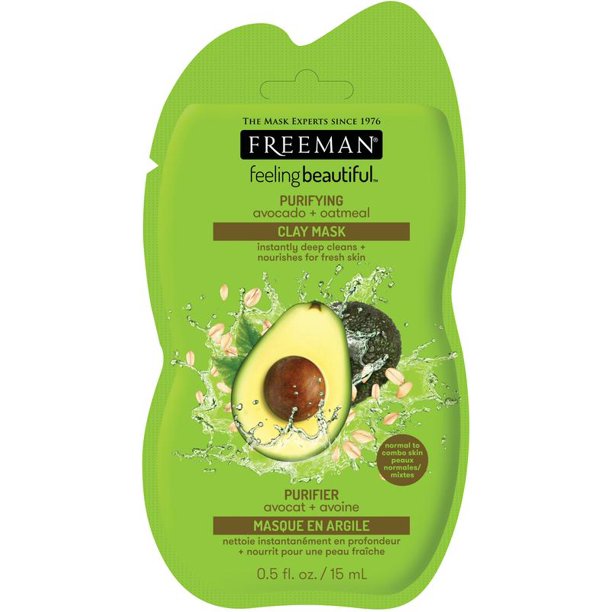 THE MASK EXPERTS SINCE 1976
FREEMAN®
feelingbeautiful™
PURIFYING
avocado + oatmeal
CLAY MASK
instantly deep cleans +
nourishes for fresh skin
normal to
combo skin
peaux
normales/
mixtes
PURIFIER
avocat + avoine
MASQUE EN ARGILE
nettoie instantanément en profondeur
+ nourrit pour une peau fraîche
0.5 fl. oz. / 15 mL